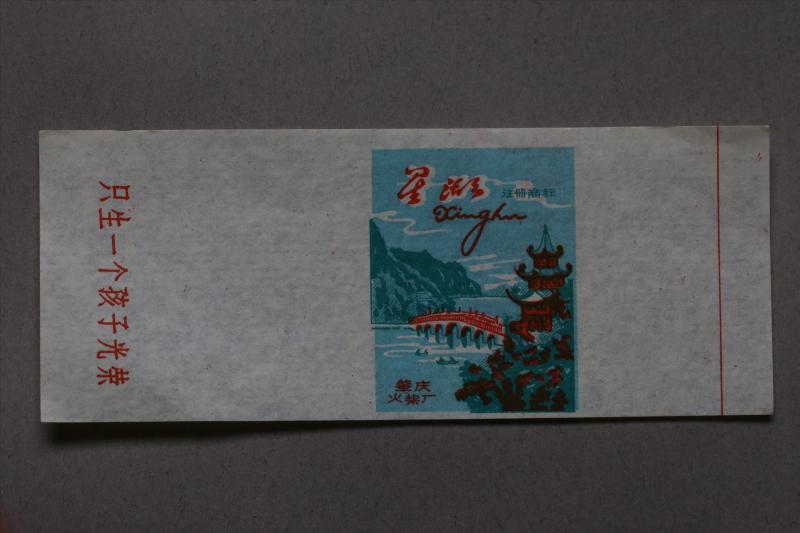 只生一个孩子光荣
星湖
注册商标
Xinghu
肇庆
火柴厂